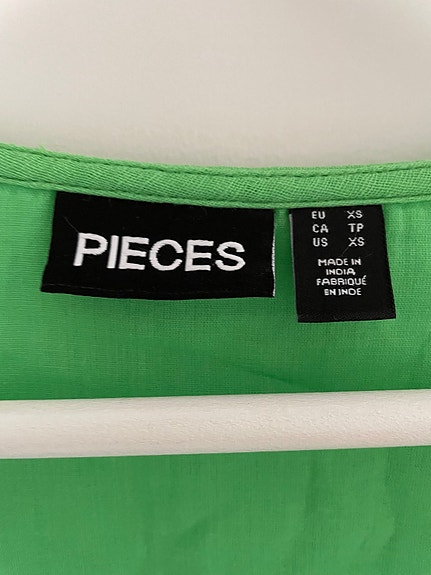 PIECES
EU XS
CA TP
US XS
MADE IN
INDIA
FABRIQUÉ
EN INDE